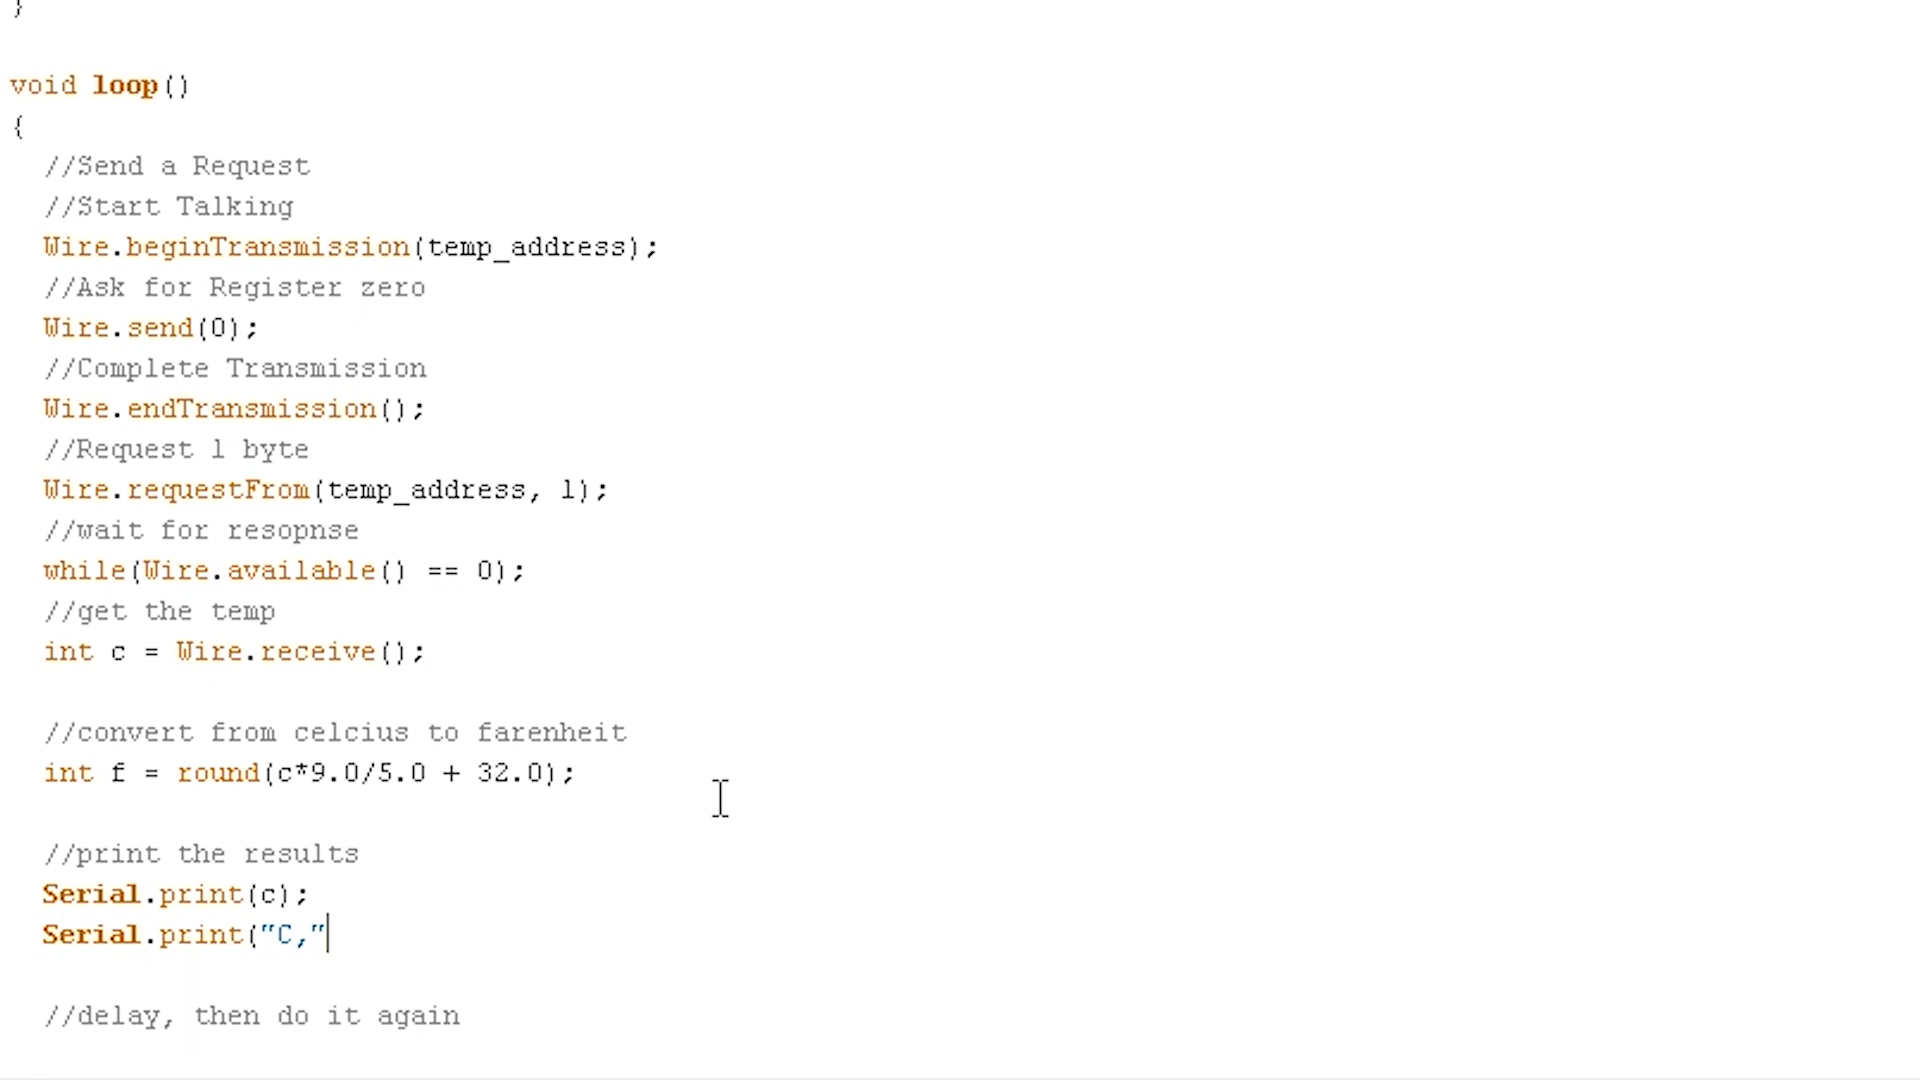 }
void loop()
{
//Send a Request
//Start Talking
Wire.beginTransmission(temp_address);
//Ask for Register zero
Wire.send(0);
//Complete Transmission
Wire.endTransmission();
//Request 1 byte
Wire.requestFrom(temp_address, 1);
//wait for resopnse
while(Wire.available() == 0);
//get the temp
int c = Wire.receive();
//convert from celcius to farenheit
int f = round(c*9.0/5.0 + 32.0);
//print the results
Serial.print(c);
Serial.print("C,"
//delay, then do it again